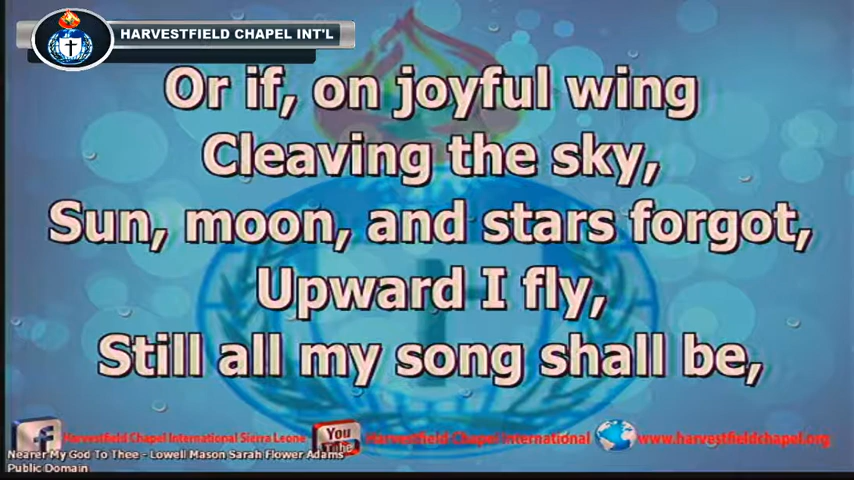 HARVESTFIELD CHAPEL INT'L
Or if, on joyful wing
Cleaving the sky,
Sun, moon, and stars forgot,
Upward I fly,
Still all my song shall be,
Harvestfield Chapel International Sierra Leone
You Tube
Harvestfield Chapel International
www.harvestfieldchapel.org
Nearer My God To Thee - Lowell Mason Sarah Flower Adams
Public Domain